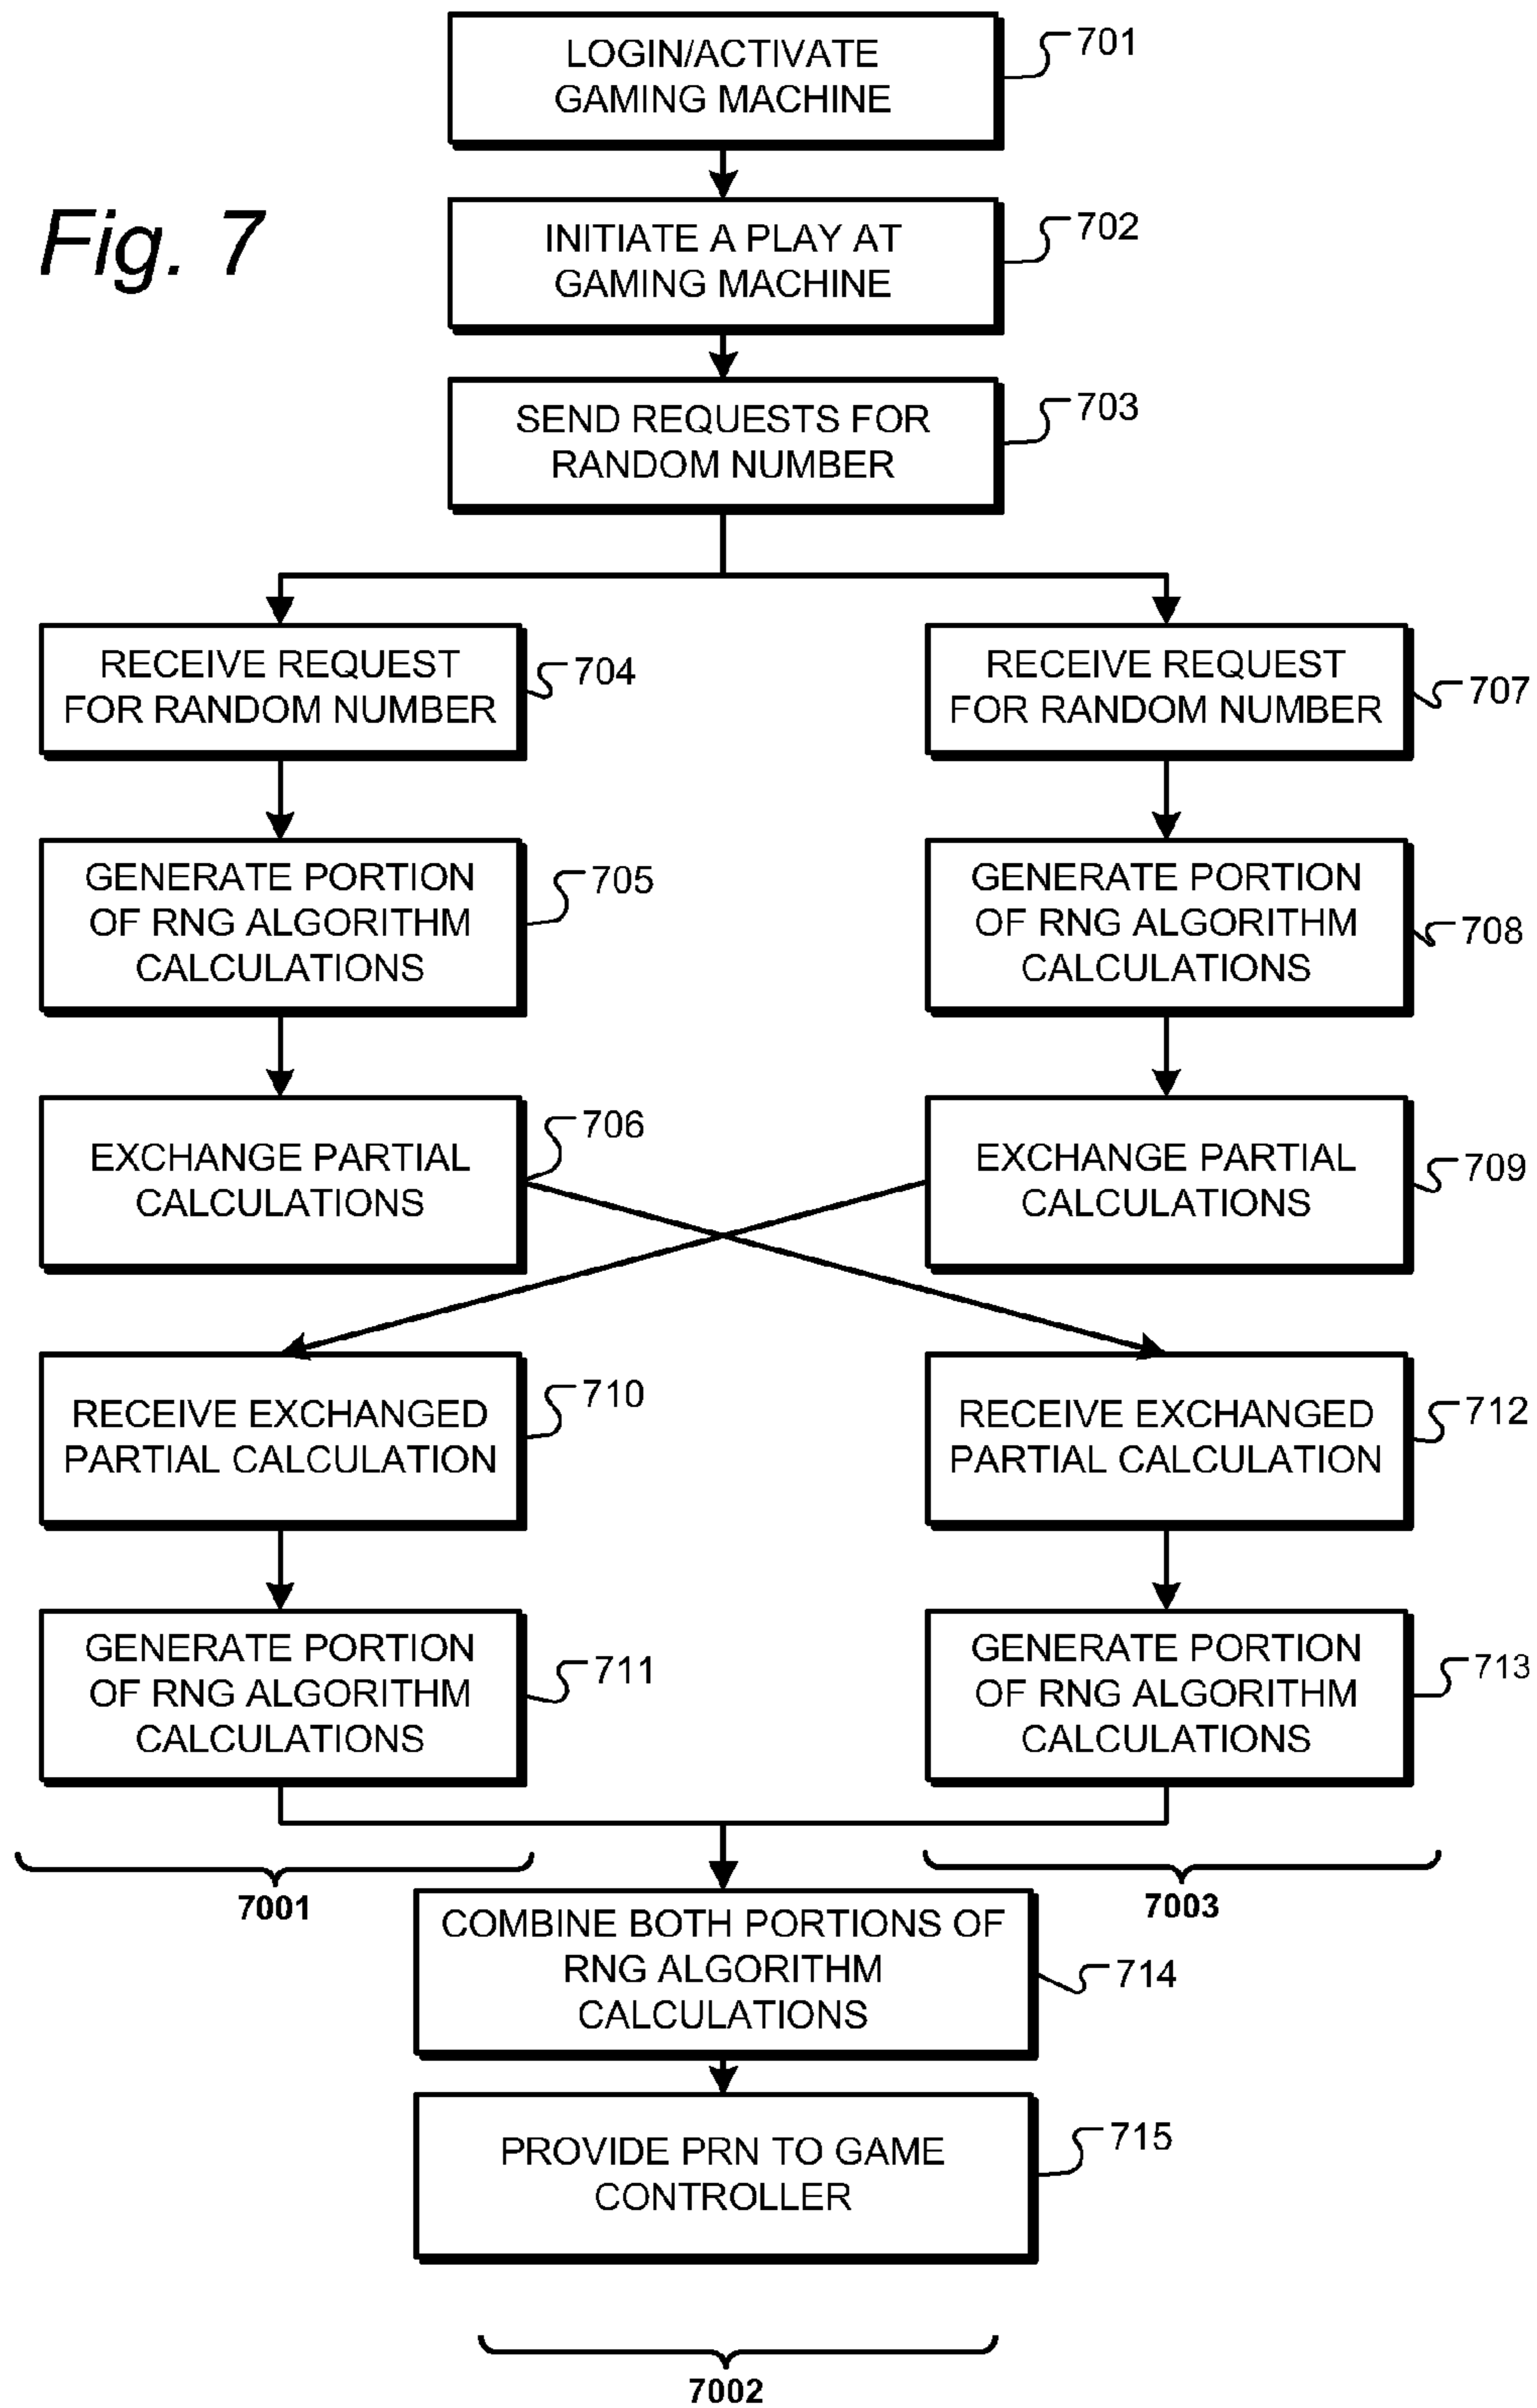 LOGIN/ACTIVATE
GAMING MACHINE
701
Fig. 7
INITIATE A PLAY AT
GAMING MACHINE
702
SEND REQUESTS FOR
RANDOM NUMBER
703
RECEIVE REQUEST
FOR RANDOM NUMBER
704
RECEIVE REQUEST
FOR RANDOM NUMBER
707
GENERATE PORTION
OF RNG ALGORITHM
CALCULATIONS
705
GENERATE PORTION
OF RNG ALGORITHM
CALCULATIONS
708
EXCHANGE PARTIAL
CALCULATIONS
706
EXCHANGE PARTIAL
CALCULATIONS
709
RECEIVE EXCHANGED
PARTIAL CALCULATION
710
RECEIVE EXCHANGED
PARTIAL CALCULATION
712
GENERATE PORTION
OF RNG ALGORITHM
CALCULATIONS
711
GENERATE PORTION
OF RNG ALGORITHM
CALCULATIONS
713
7001
7003
COMBINE BOTH PORTIONS OF
RNG ALGORITHM
CALCULATIONS
714
PROVIDE PRN TO GAME
CONTROLLER
715
7002